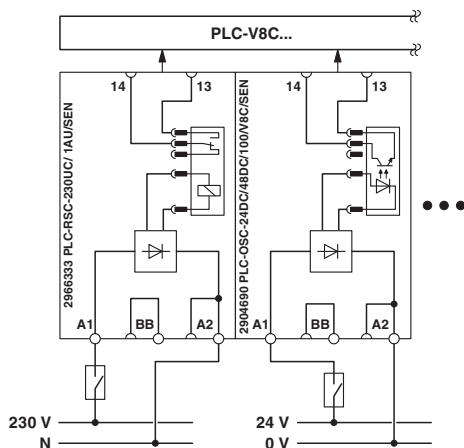 PLC-V8C...
14 13 14 13
2966333 PLC-RSC-230UC/ 1AU/SEN
2904690 PLC-OSC-24DC/48DC/100/V8C/SEN
A1 BB A2 A1 BB A2
230 V 24 V
N 0 V